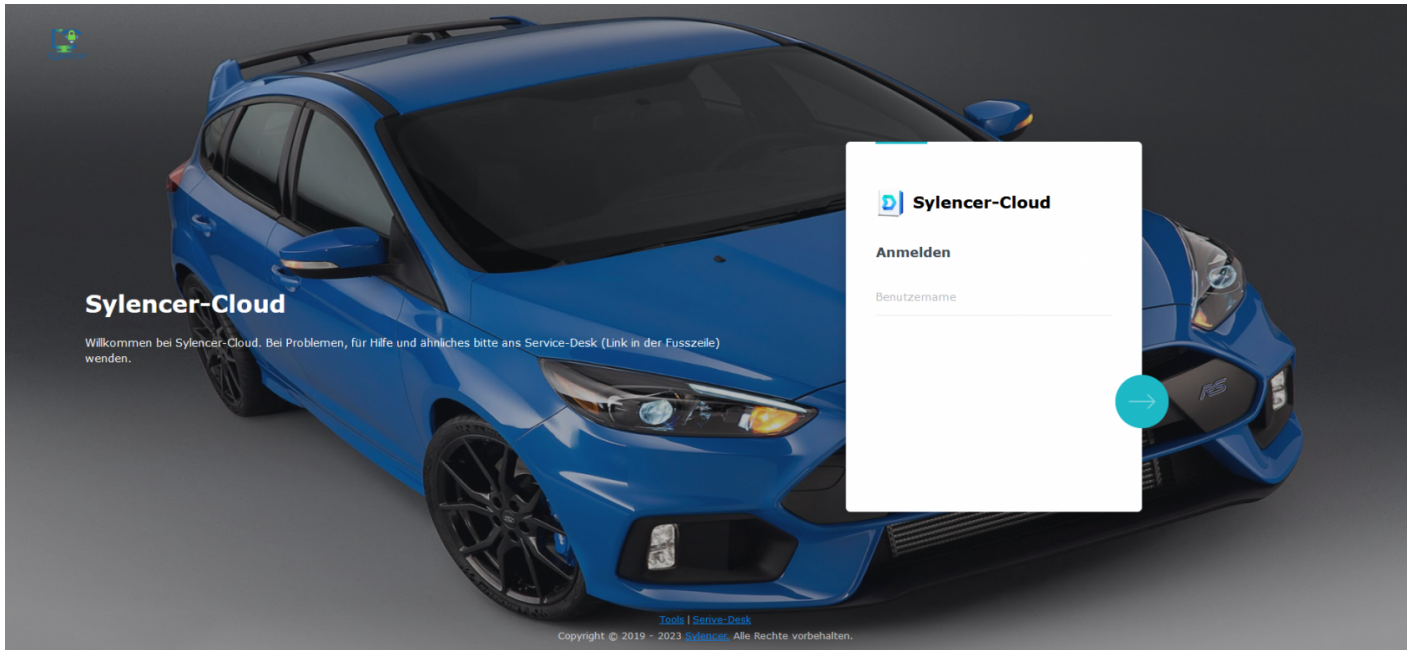 Sylencer-Cloud
Willkommen bei Sylencer-Cloud. Bei Problemen, für Hilfe und ähnliches bitte ans Service-Desk (Link in der Fusszeile)
wenden.
Sylencer-Cloud
Anmelden
Benutzername
RS
Tools | Serive-Desk
Copyright © 2019 - 2023 Sylencer. Alle Rechte vorbehalten.